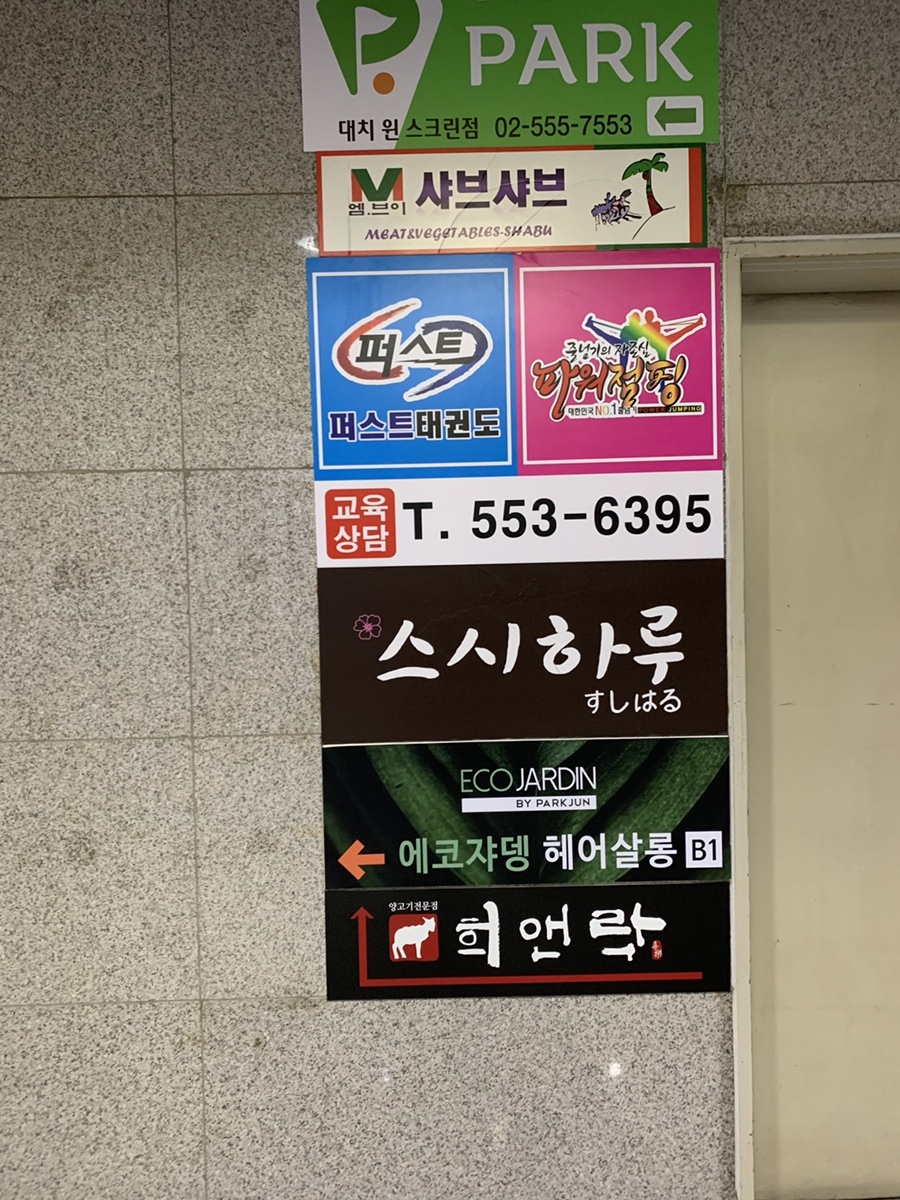 PARK
대치 윈 스크린점 02-555-7553
M 샤브샤브
엠.브이
MEAT&VEGETABLES-SHABU
퍼스트
퍼스트태권도
줄넘기의 자존심
파워점핑
대한민국 NO.1 줄넘기 POWER JUMPING
교육
상담
T. 553-6395
스시하루
すしはる
ECOJARDIN
BY PARKJUN
에코쟈뎅 헤어살롱 B1
양고기전문점
희앤락